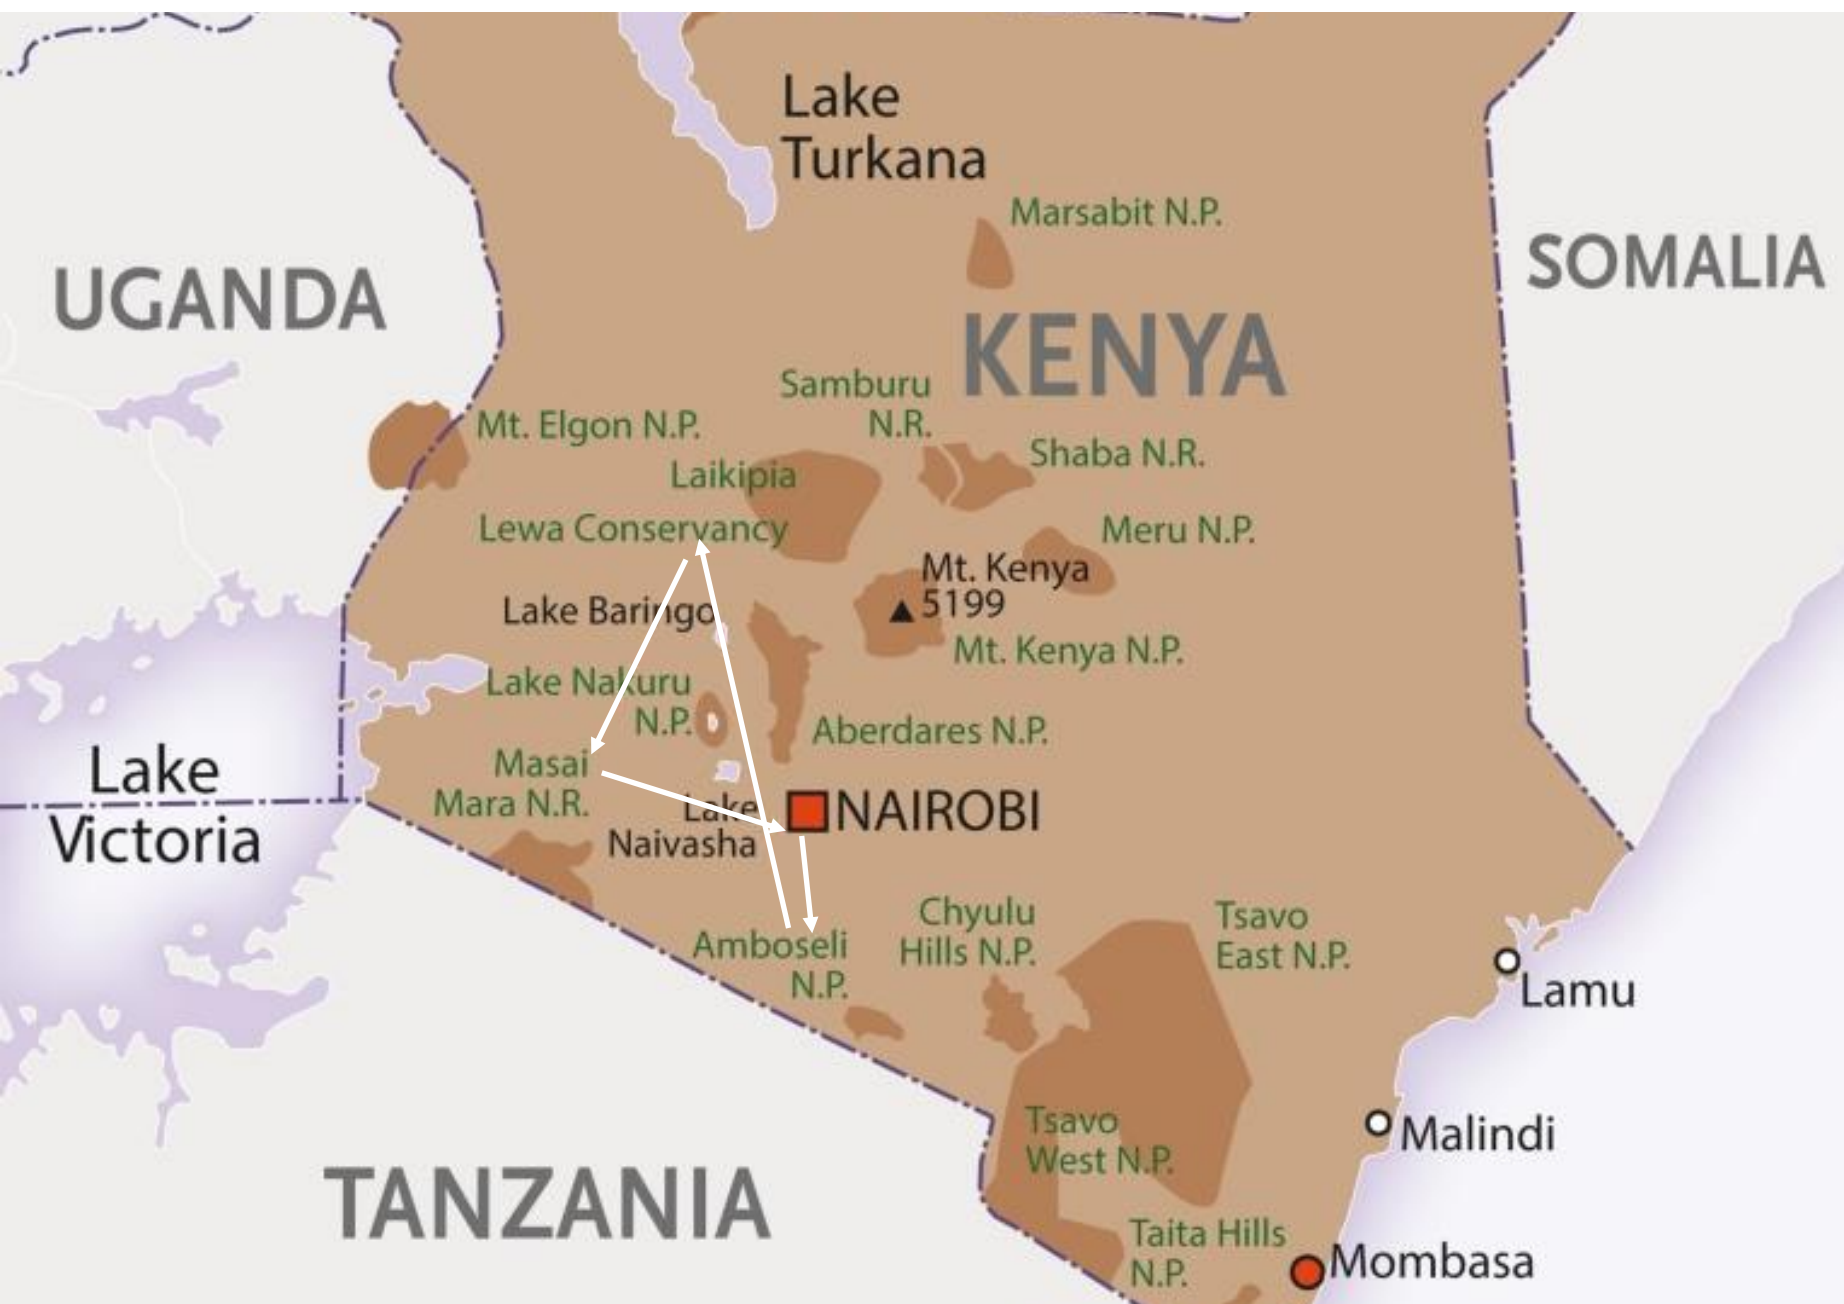 Lake
Turkana
Marsabit N.P.
UGANDA
SOMALIA
KENYA
Samburu
N.R.
Mt. Elgon N.P.
Shaba N.R.
Laikipia
Lewa Conservancy
Meru N.P.
Mt. Kenya
5199
Lake Baringo
Mt. Kenya N.P.
Lake Nakuru
N.P.
Aberdares N.P.
Masai
Mara N.R.
Lake
Victoria
Lake
Naivasha
NAIROBI
Chyulu
Hills N.P.
Tsavo
East N.P.
Amboseli
N.P.
Lamu
Tsavo
West N.P.
Malindi
TANZANIA
Taita Hills
N.P.
Mombasa